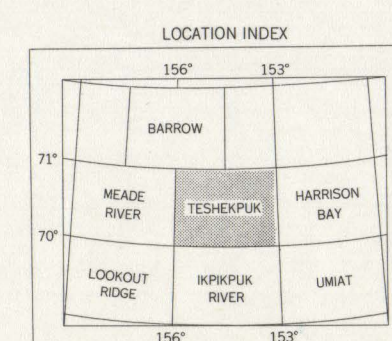 LOCATION INDEX
156° 153°
BARROW
71°
MEADE
RIVER
TESHEKPUK
HARRISON
BAY
70°
LOOKOUT
RIDGE
IKPIKPUK
RIVER
UMIAT
156° 153°